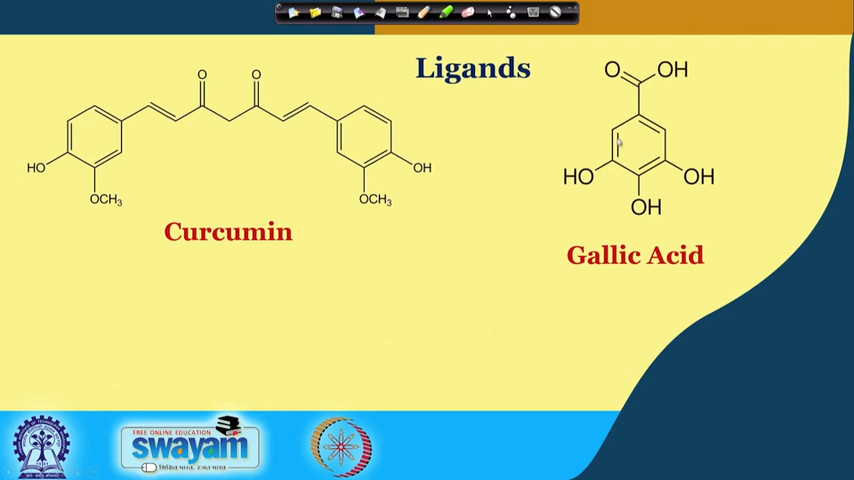 Ligands
O
O
HO
OCH3
OCH3
OH
Curcumin
O
OH
HO
OH
OH
Gallic Acid
FREE ONLINE EDUCATION
swayam